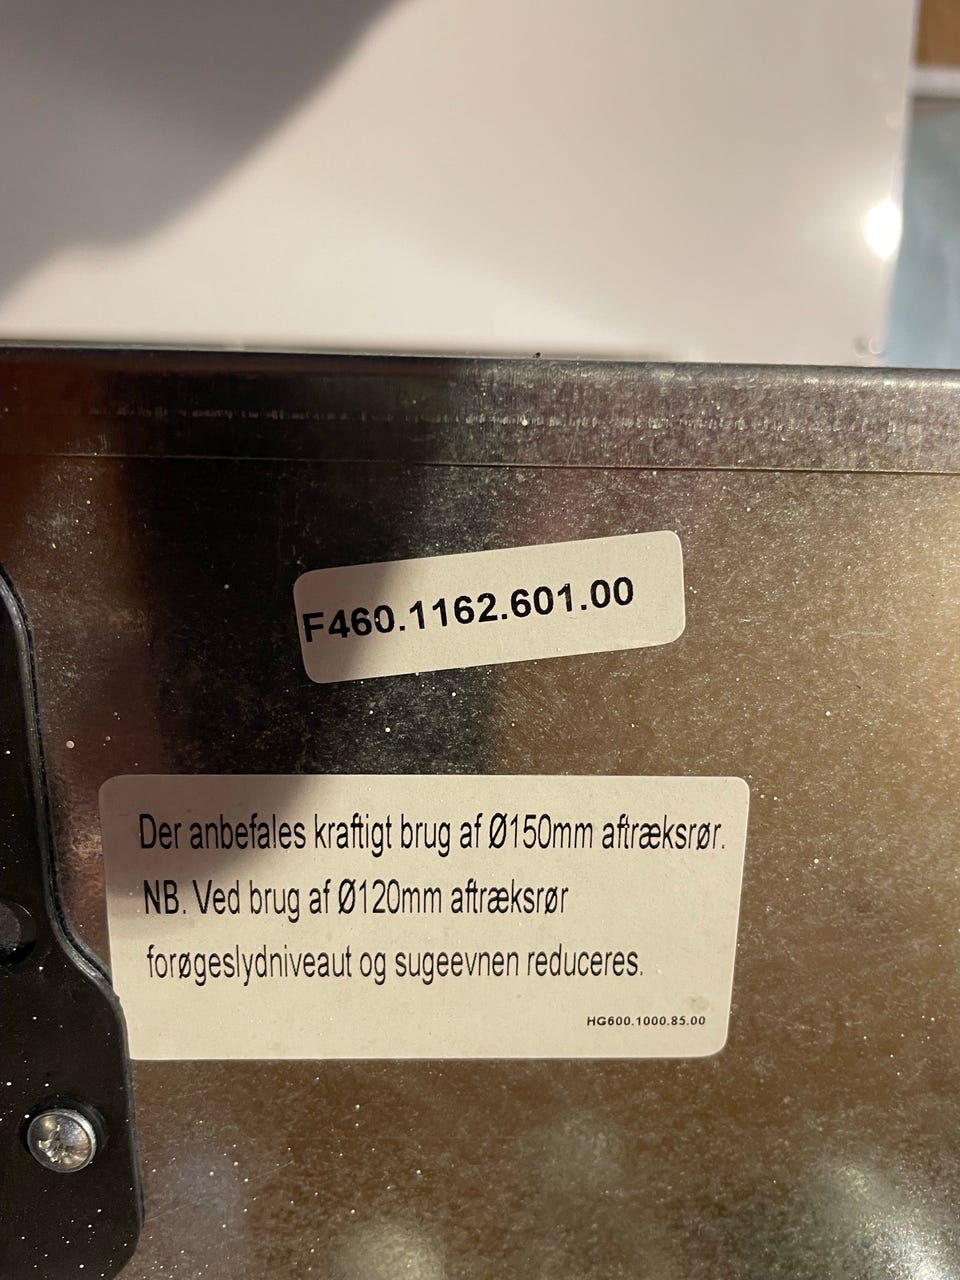 F460.1162.601.00
Der anbefales kraftigt brug af Ø150mm aftræksrør.
NB. Ved brug af Ø120mm aftræksrør
forøgeslydniveaut og sugeevnen reduceres.
HG600.1000.85.00